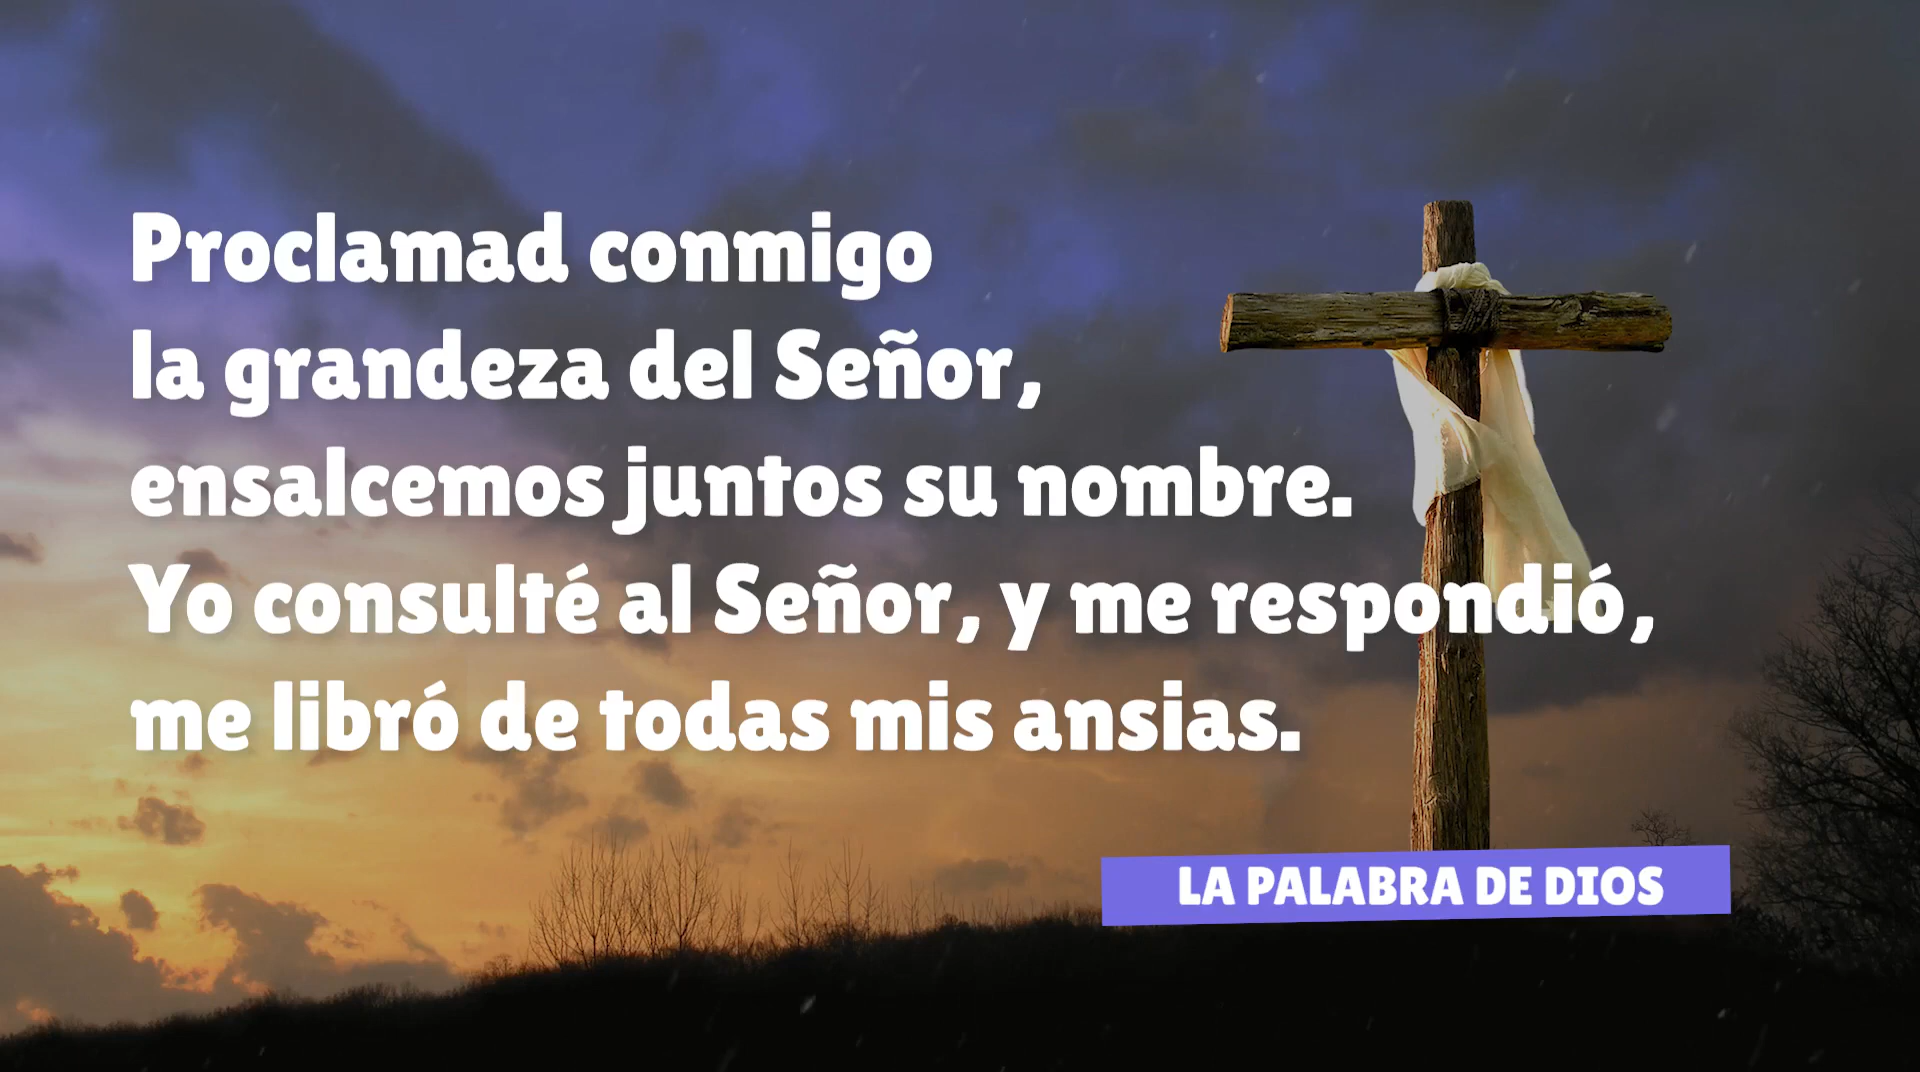 Proclamad conmigo
la grandeza del Señor,
ensalcemos juntos su nombre.
Yo consulté al Señor, y me respondió,
me libró de todas mis ansias.
LA PALABRA DE DIOS